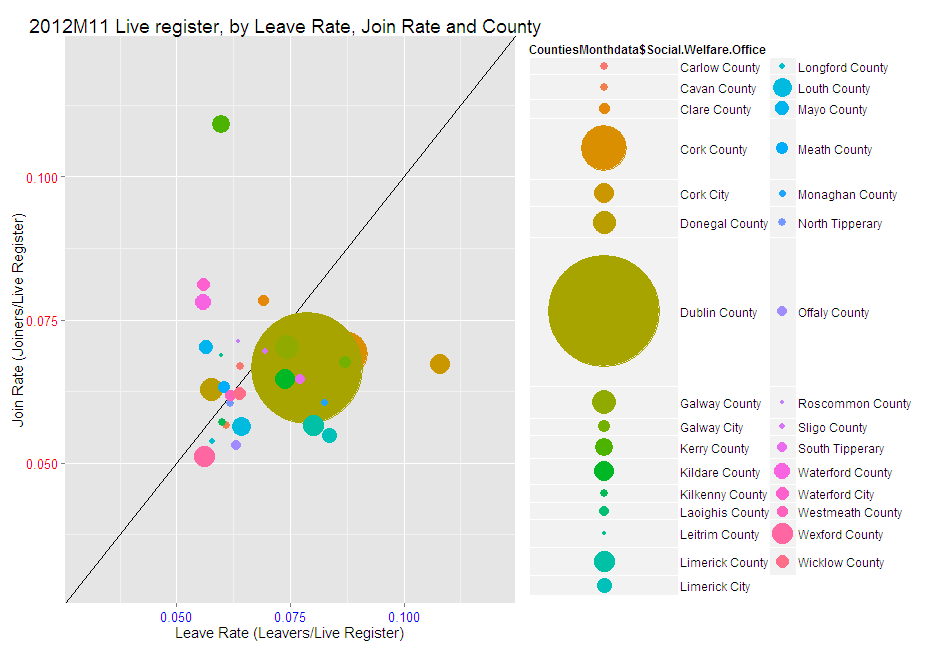 2012M11 Live register, by Leave Rate, Join Rate and County
CountiesMonthdata$Social.Welfare.Office
Join Rate (Joiners/Live Register)
0.100
0.075
0.050
0.050 0.075 0.100
Leave Rate (Leavers/Live Register)
Carlow County
Cavan County
Clare County
Cork County
Cork City
Donegal County
Dublin County
Galway County
Galway City
Kerry County
Kildare County
Kilkenny County
Laoighis County
Leitrim County
Limerick County
Limerick City
Longford County
Louth County
Mayo County
Meath County
Monaghan County
North Tipperary
Offaly County
Roscommon County
Sligo County
South Tipperary
Waterford County
Waterford City
Westmeath County
Wexford County
Wicklow County